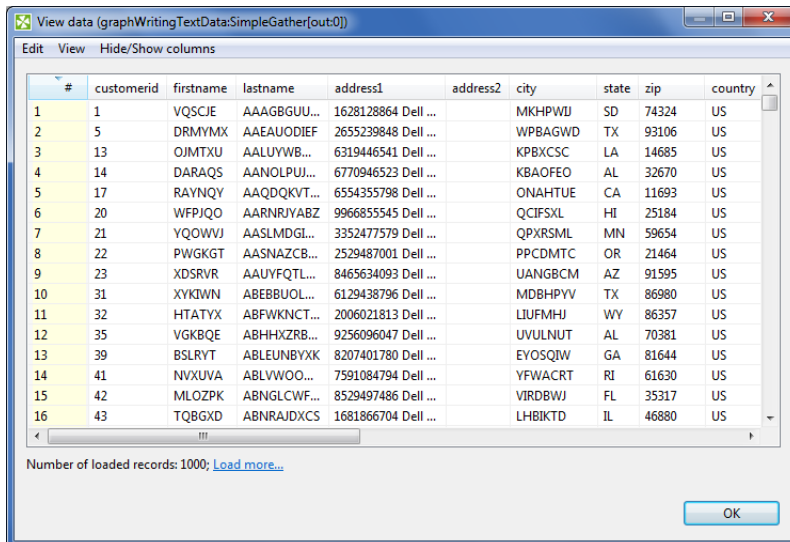 View data (graphWritingTextData:SimpleGather[out:0])
Edit View Hide/Show columns
# customerid firstname lastname address1 address2 city state zip country
1 1 VQSCJE AAAGBGUU... 1628128864 Dell ... MKHPWIJ SD 74324 US
2 5 DRMYMX AAEAUODIEF 2655239848 Dell ... WPBAGWD TX 93106 US
3 13 OJMTXU AALUYWB... 6319446541 Dell ... KPBXCSC LA 14685 US
4 14 DARAQS AANOLPUJ... 6770946523 Dell ... KBAOFEO AL 32670 US
5 17 RAYNQY AAQDQKVT... 6554355798 Dell ... ONAHTUE CA 11693 US
6 20 WFPJQO AARNRJYABZ 9966855545 Dell ... QCIFSXL HI 25184 US
7 21 YQOWVJ AASLMDGI... 3352477579 Dell ... QPXRSML MN 59654 US
8 22 PWGKGT AASNAZCB... 2529487001 Dell ... PPCDMTC OR 21464 US
9 23 XDSRVR AAUYFQTL... 8465634093 Dell ... UANGBCM AZ 91595 US
10 31 XYKIWN ABEBBUOL... 6129438796 Dell ... MDBHPYV TX 86980 US
11 32 HTATYX ABFWKNCT... 2006021813 Dell ... LIUFMHJ WY 86357 US
12 35 VGKBQE ABHHXZRB... 9256096047 Dell ... UVULNUT AL 70381 US
13 39 BSLRYT ABLEUNBYXK 8207401780 Dell ... EYOSQIW GA 81644 US
14 41 NVXUVA ABLVWOO... 7591084794 Dell ... YFWACRT RI 61630 US
15 42 MLOZPK ABNGLCWF... 8529497486 Dell ... VIRDBWJ FL 35317 US
16 43 TQBGXD ABNRAJDXCS 1681866704 Dell ... LHBIKTD IL 46880 US
Number of loaded records: 1000; Load more...
OK